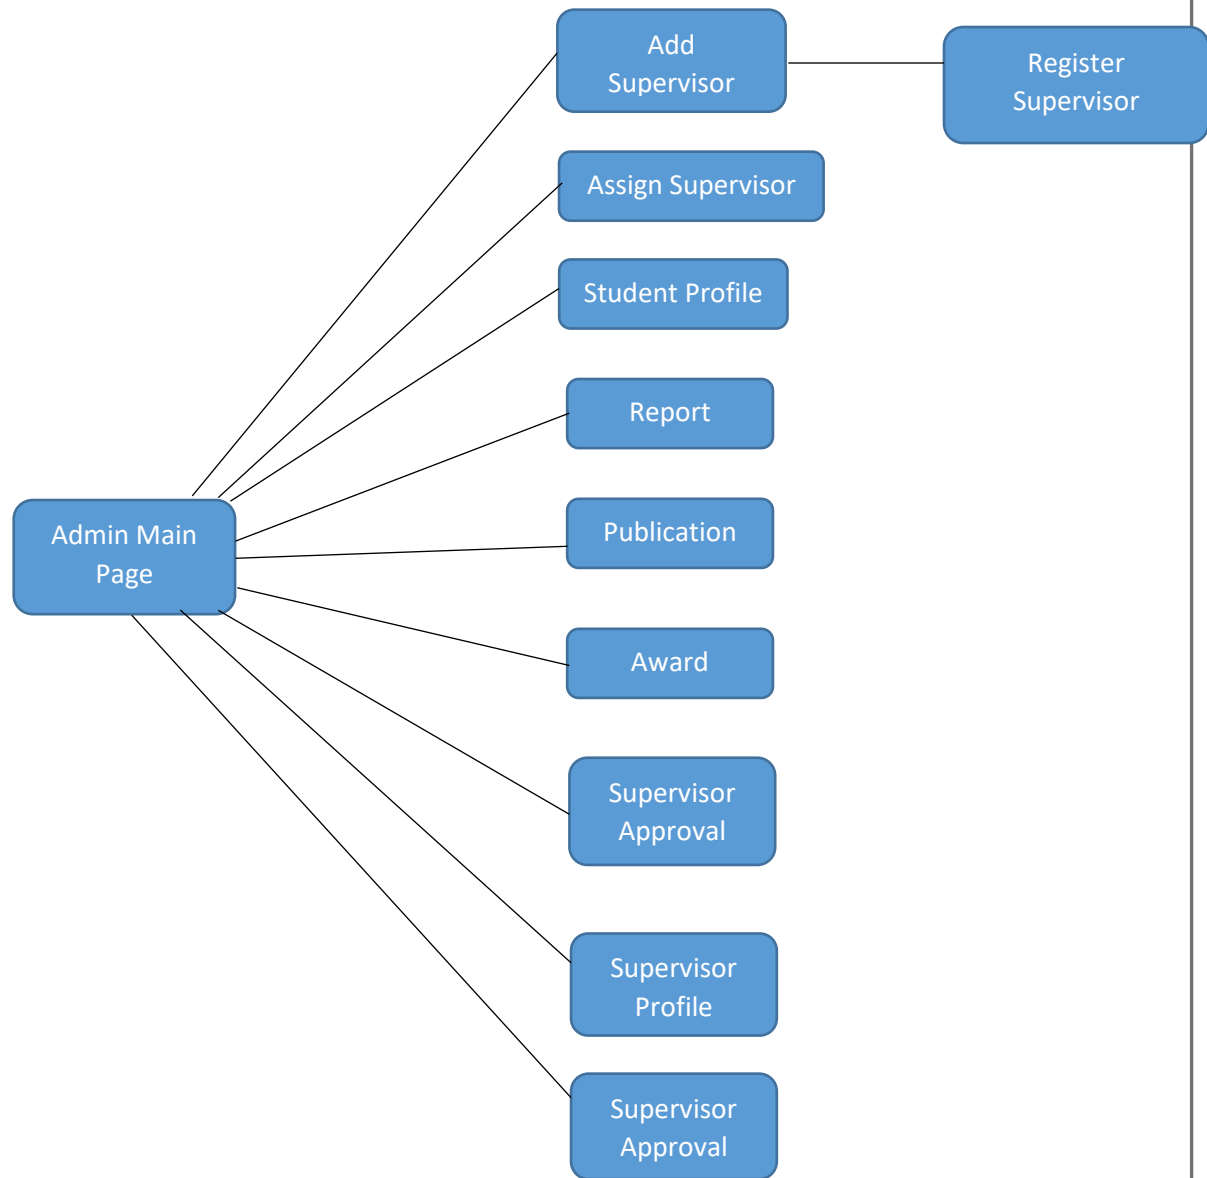 Add
Supervisor
Register
Supervisor
Assign Supervisor
Student Profile
Report
Publication
Admin Main
Page
Award
Supervisor
Approval
Supervisor
Profile
Supervisor
Approval